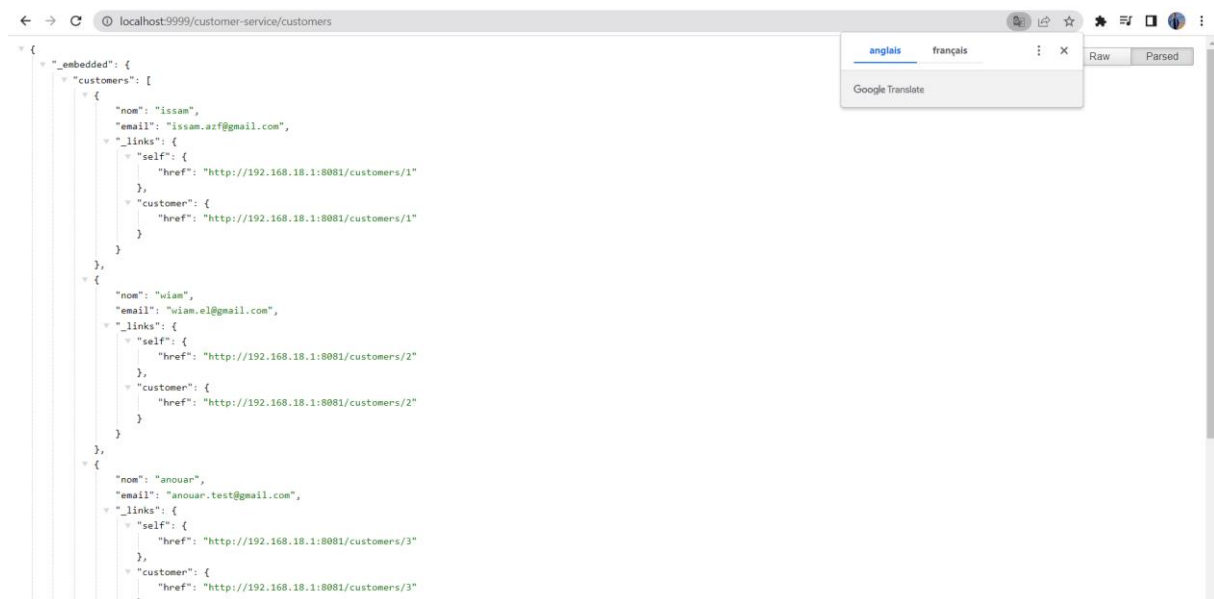 localhost:9999/customer-service/customers
anglais français
Google Translate
Raw Parsed
{
"_embedded": {
"customers": [
{
"nom": "issam",
"email": "issam.azf@gmail.com",
"_links": {
"self": {
"href": "http://192.168.18.1:8081/customers/1"
},
"customer": {
"href": "http://192.168.18.1:8081/customers/1"
}
}
},
{
"nom": "wiam",
"email": "wiam.el@gmail.com",
"_links": {
"self": {
"href": "http://192.168.18.1:8081/customers/2"
},
"customer": {
"href": "http://192.168.18.1:8081/customers/2"
}
}
},
{
"nom": "anouar",
"email": "anouar.test@gmail.com",
"_links": {
"self": {
"href": "http://192.168.18.1:8081/customers/3"
},
"customer": {
"href": "http://192.168.18.1:8081/customers/3"